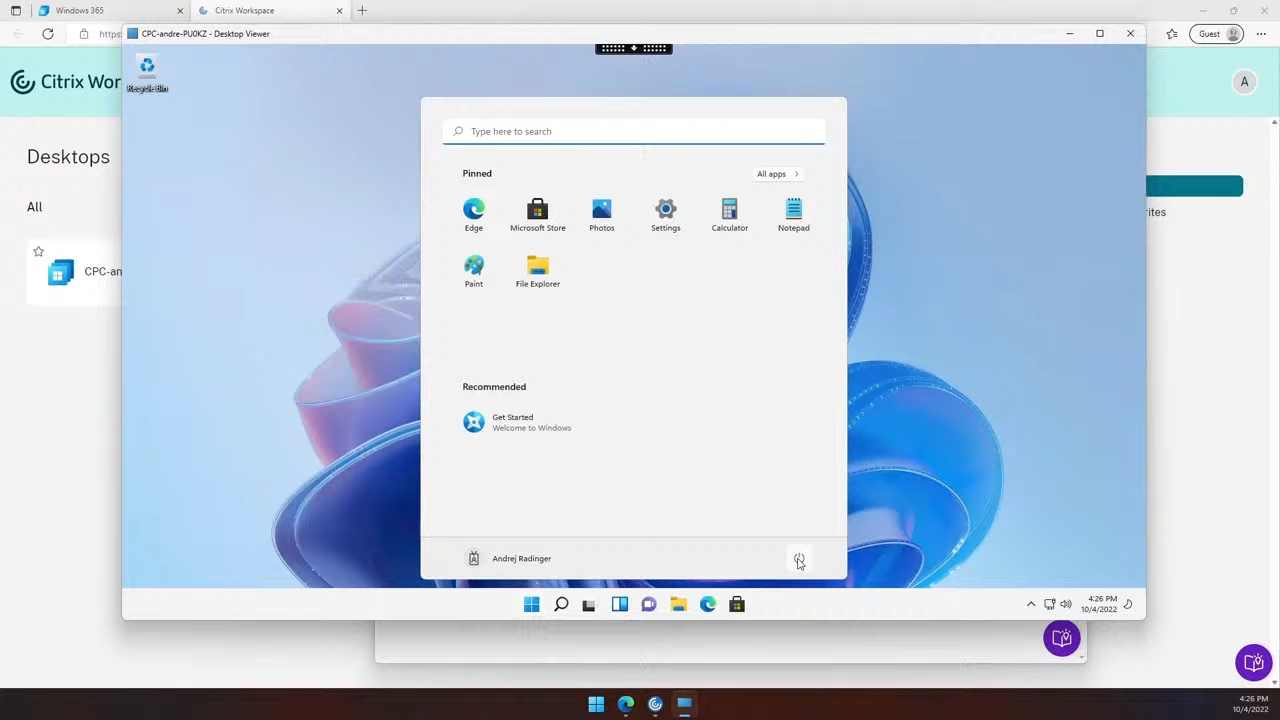 Windows 365
Citrix Workspace
https
Guest
CPC-andre-PU0KZ - Desktop Viewer
Citrix Wor
A
Recycle Bin
Desktops
All
CPC-an
rites
Type here to search
Pinned
All apps
Edge
Microsoft Store
Photos
Settings
Calculator
Notepad
Paint
File Explorer
Recommended
Get Started
Welcome to Windows
Andrej Radinger
4:26 PM
10/4/2022
4:26 PM
10/4/2022